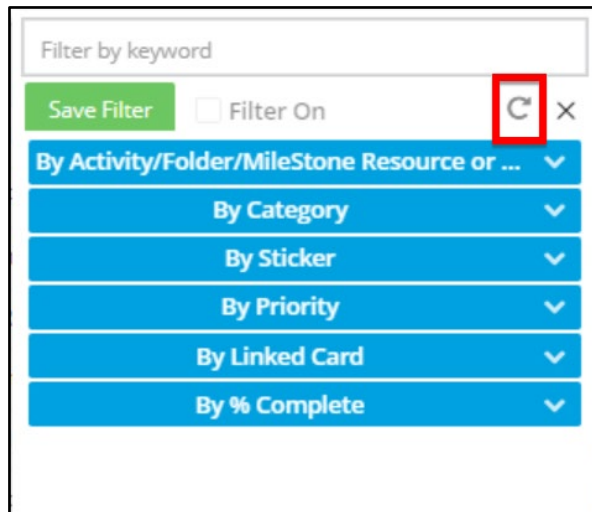 Filter by keyword
Save Filter Filter On
By Activity/Folder/MileStone Resource or ...
By Category
By Sticker
By Priority
By Linked Card
By % Complete